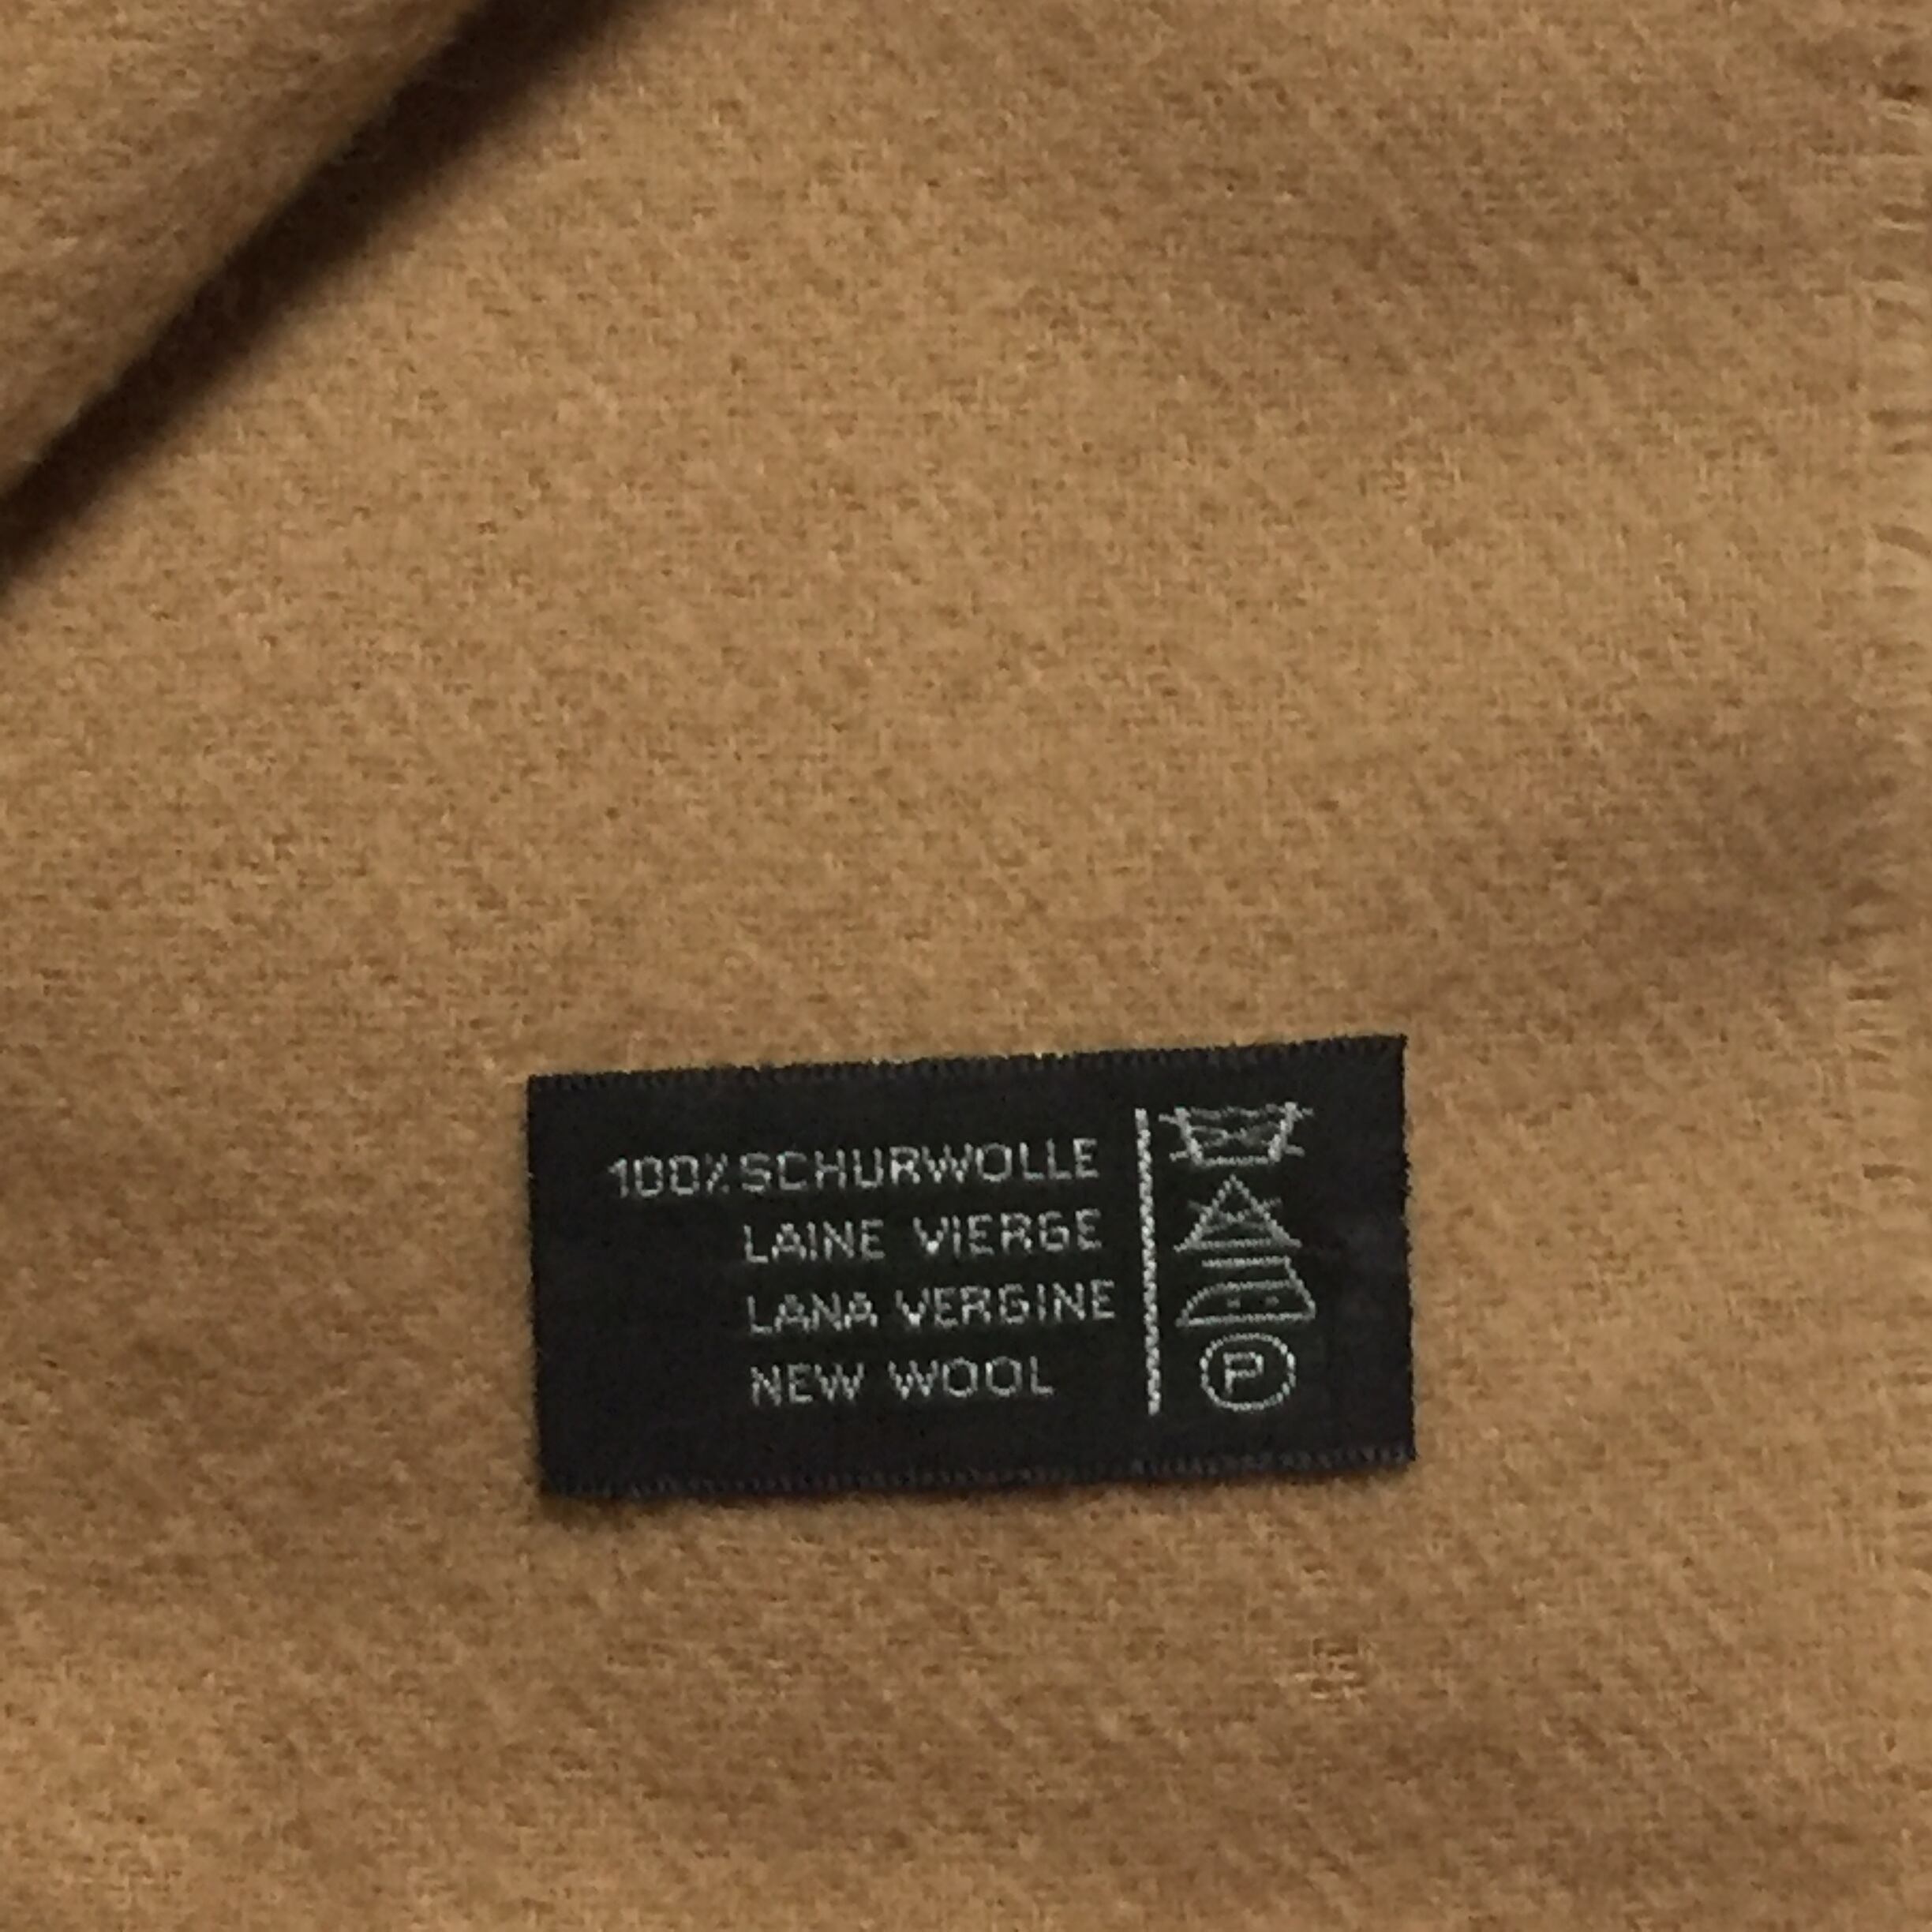 100% SCHURWOLLE
LAINE VIERGE
LANA VERGINE
NEW WOOL
P